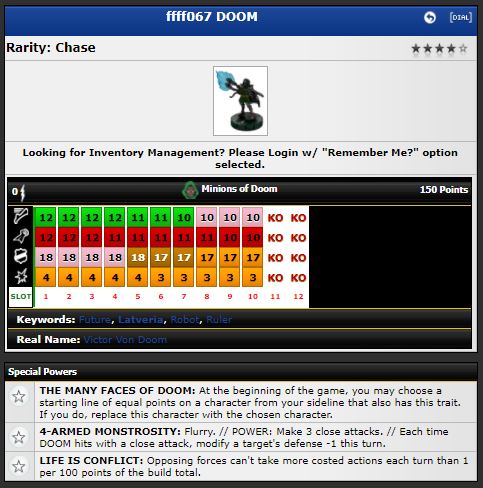 ffff067 DOOM
[DIAL]
Rarity: Chase
Looking for Inventory Management? Please Login w/ "Remember Me?" option
selected.
0 Minions of Doom 150 Points
12 12 12 12 11 11 10 10 10 10 KO KO
12 12 12 11 11 11 11 11 10 10 KO KO
18 18 18 18 18 17 17 17 17 17 KO KO
4 4 4 4 4 4 4 3 3 3 KO KO
SLOT 1 2 3 4 5 6 7 8 9 10 11 12
Keywords: Future, Latveria, Robot, Ruler
Real Name: Victor Von Doom
Special Powers
THE MANY FACES OF DOOM: At the beginning of the game, you may choose a
starting line of equal points on a character from your sideline that also has this trait.
If you do, replace this character with the chosen character.
4-ARMED MONSTROSITY: Flurry. // POWER: Make 3 close attacks. // Each time
DOOM hits with a close attack, modify a target's defense -1 this turn.
LIFE IS CONFLICT: Opposing forces can't take more costed actions each turn than 1
per 100 points of the build total.